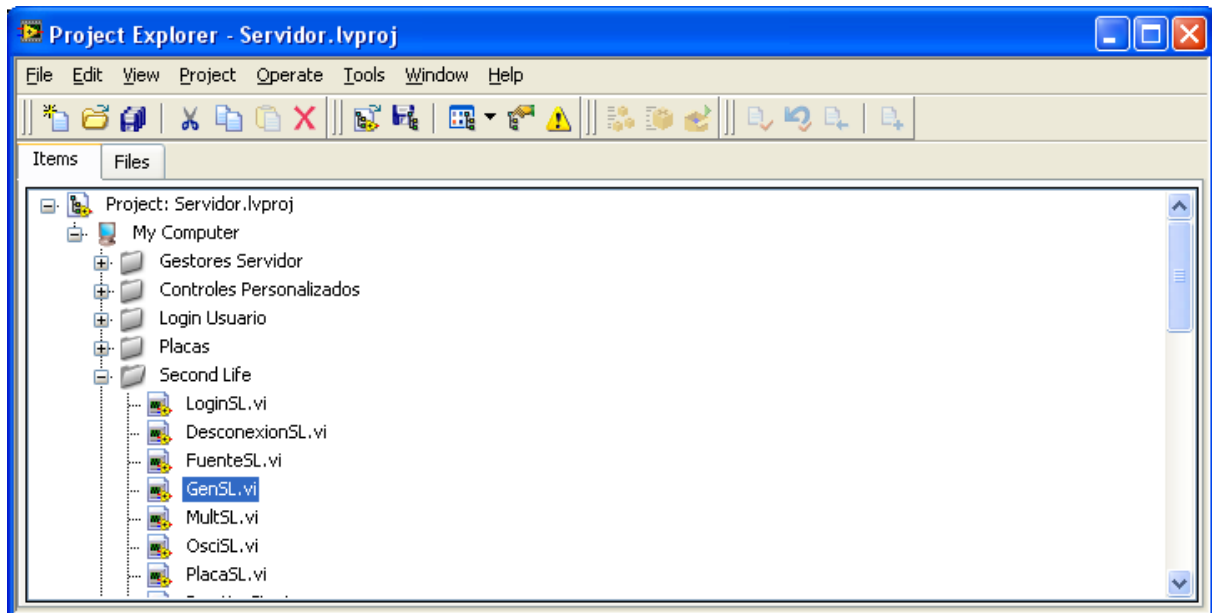 Project Explorer - Servidor.lvproj
File Edit View Project Operate Tools Window Help
Items Files
Project: Servidor.lvproj
My Computer
Gestores Servidor
Controles Personalizados
Login Usuario
Placas
Second Life
LoginSL.vi
DesconexionSL.vi
FuenteSL.vi
GenSL.vi
MultSL.vi
OsciSL.vi
PlacaSL.vi